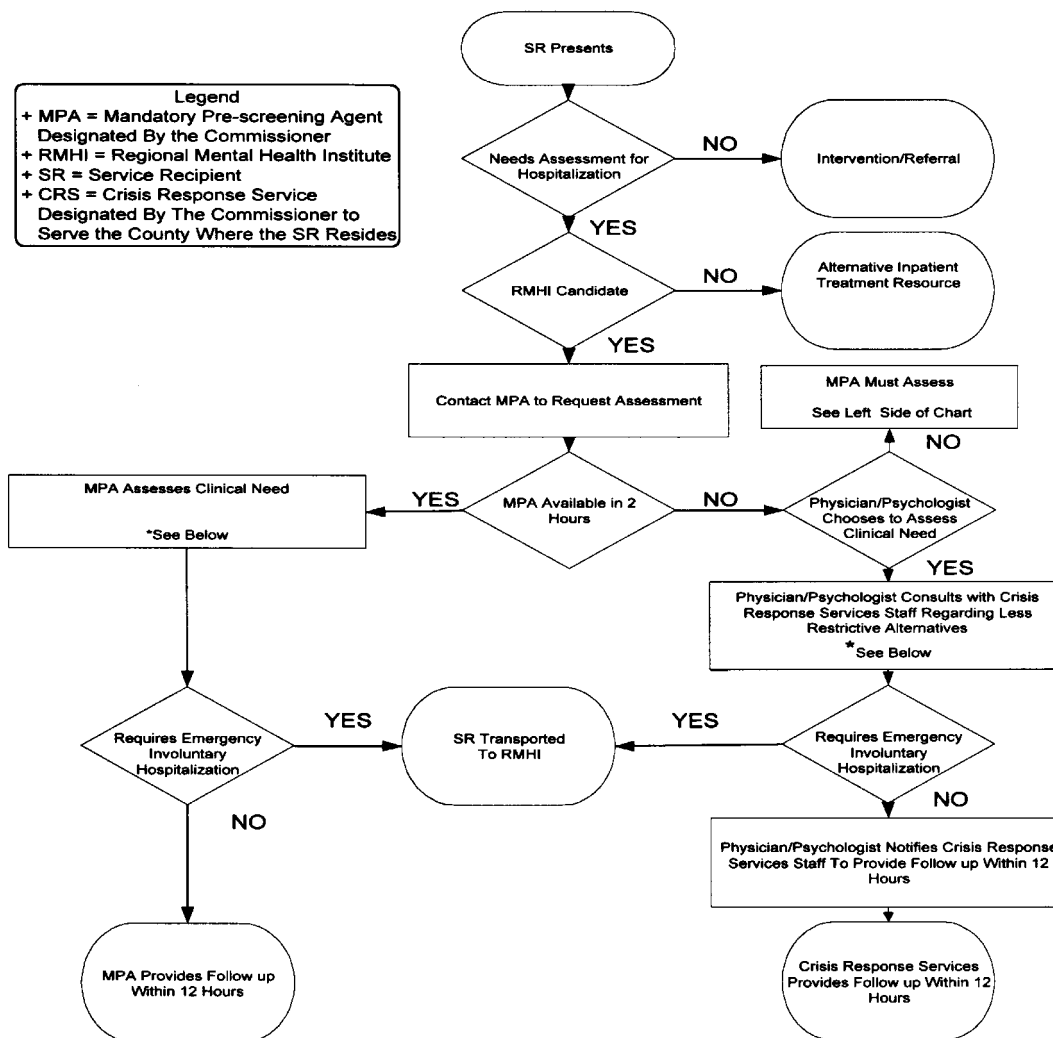 SR Presents
Legend
+ MPA = Mandatory Pre-screening Agent
Designated By the Commissioner
+ RMHI = Regional Mental Health Institute
+ SR = Service Recipient
+ CRS = Crisis Response Service
Designated By The Commissioner to
Serve the County Where the SR Resides
Needs Assessment for
Hospitalization
NO
Intervention/Referral
YES
RMHI Candidate
NO
Alternative Inpatient
Treatment Resource
YES
Contact MPA to Request Assessment
MPA Must Assess
See Left Side of Chart
NO
MPA Assesses Clinical Need
*See Below
YES
MPA Available in 2
Hours
NO
Physician/Psychologist
Chooses to Assess
Clinical Need
YES
Physician/Psychologist Consults with Crisis
Response Services Staff Regarding Less
Restrictive Alternatives
*See Below
Requires Emergency
Involuntary
Hospitalization
YES
SR Transported
To RMHI
YES
Requires Emergency
Involuntary
Hospitalization
NO
NO
Physician/Psychologist Notifies Crisis Response
Services Staff To Provide Follow up Within 12
Hours
MPA Provides Follow up
Within 12 Hours
Crisis Response Services
Provides Follow up Within 12
Hours